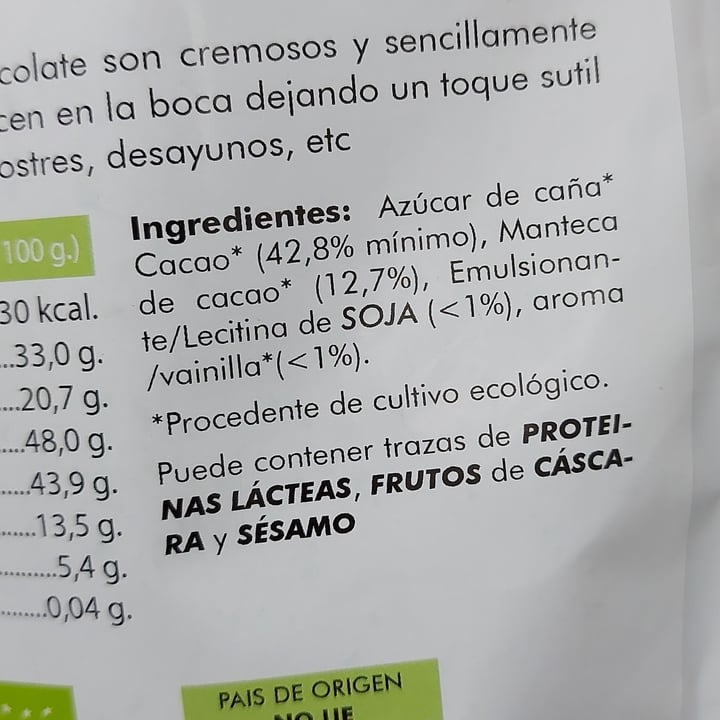 colate son cremosos y sencillamente
cen en la boca dejando un toque sutil
ostres, desayunos, etc
100 g.)
30 kcal.
...33,0 g.
....20,7 g.
.....48,0 g.
.....43,9 g.
.......13,5 g.
..........5,4 g.
........0,04 g.
Ingredientes: Azúcar de caña*
Cacao* (42,8% mínimo), Manteca
de cacao* (12,7%), Emulsionan-
te/Lecitina de SOJA (<1%), aroma
/vainilla*(<1%).
*Procedente de cultivo ecológico.
Puede contener trazas de PROTEI-
NAS LÁCTEAS, FRUTOS de CÁSCA-
RA y SÉSAMO
PAIS DE ORIGEN
NO UE